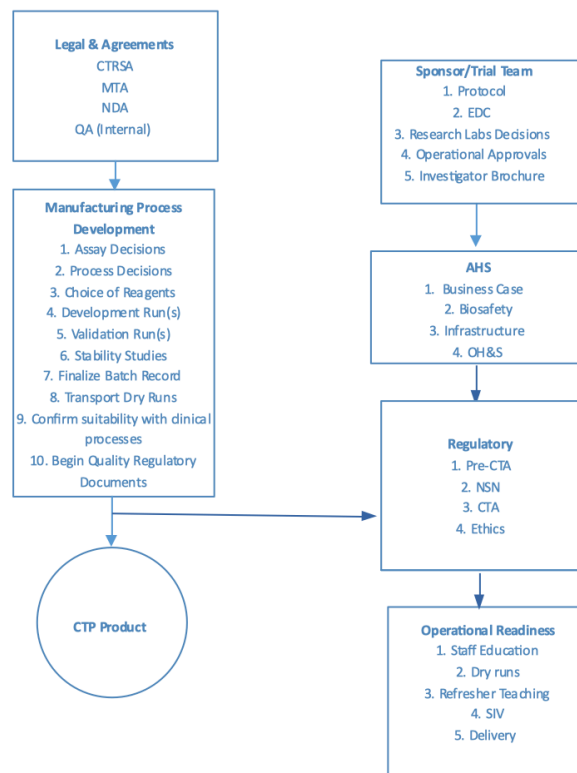 Legal & Agreements
CTRSA
MTA
NDA
QA (Internal)
Manufacturing Process
Development
1. Assay Decisions
2. Process Decisions
3. Choice of Reagents
4. Development Run(s)
5. Validation Run(s)
6. Stability Studies
7. Finalize Batch Record
8. Transport Dry Runs
9. Confirm suitability with clinical
processes
10. Begin Quality Regulatory
Documents
CTP Product
Sponsor/Trial Team
1. Protocol
2. EDC
3. Research Labs Decisions
4. Operational Approvals
5. Investigator Brochure
AHS
1. Business Case
2. Biosafety
3. Infrastructure
4. OH&S
Regulatory
1. Pre-CTA
2. NSN
3. CTA
4. Ethics
Operational Readiness
1. Staff Education
2. Dry runs
3. Refresher Teaching
4. SIV
5. Delivery